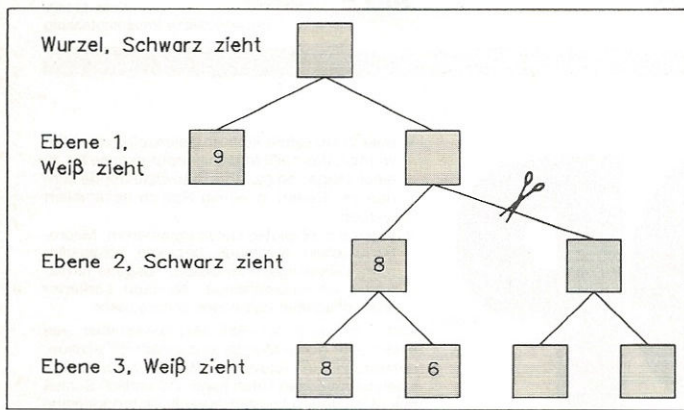 Wurzel, Schwarz zieht
Ebene 1,
Weiß zieht
9
Ebene 2, Schwarz zieht
8
Ebene 3, Weiß zieht
8
6